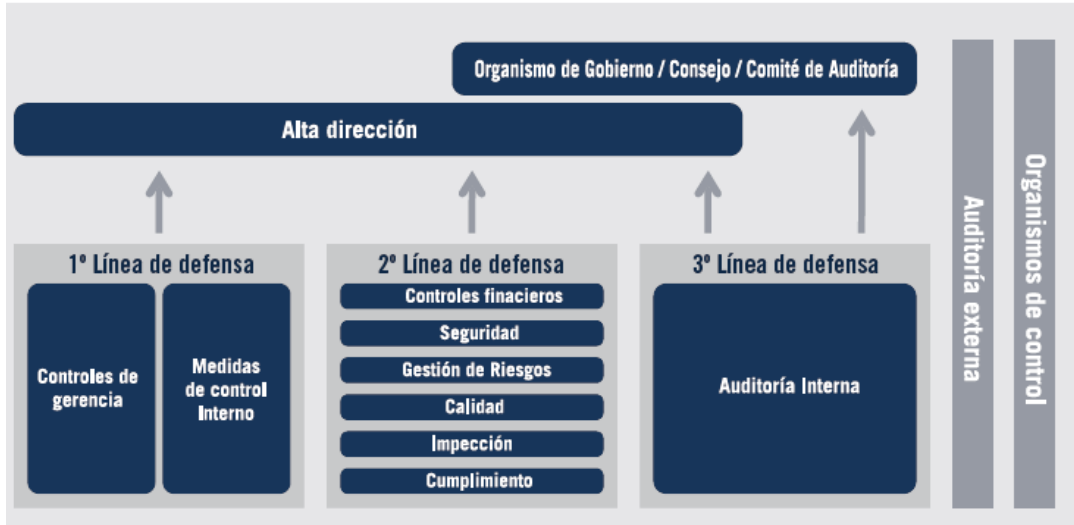 Organismo de Gobierno / Consejo / Comité de Auditoría
Alta dirección
1º Línea de defensa
Controles de
gerencia
Medidas
de control
Interno
2º Línea de defensa
Controles finacieros
Seguridad
Gestión de Riesgos
Calidad
Impección
Cumplimiento
3º Línea de defensa
Auditoría Interna
Auditoría externa
Organismos de control